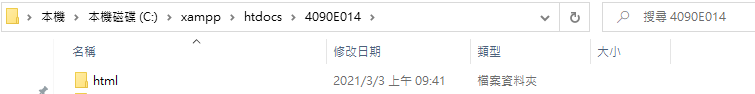 本機 > 本機磁碟 (C:) > xampp > htdocs > 4090E014 >
搜尋 4090E014
名稱 修改日期 類型 大小
html 2021/3/3 上午 09:41 檔案資料夾